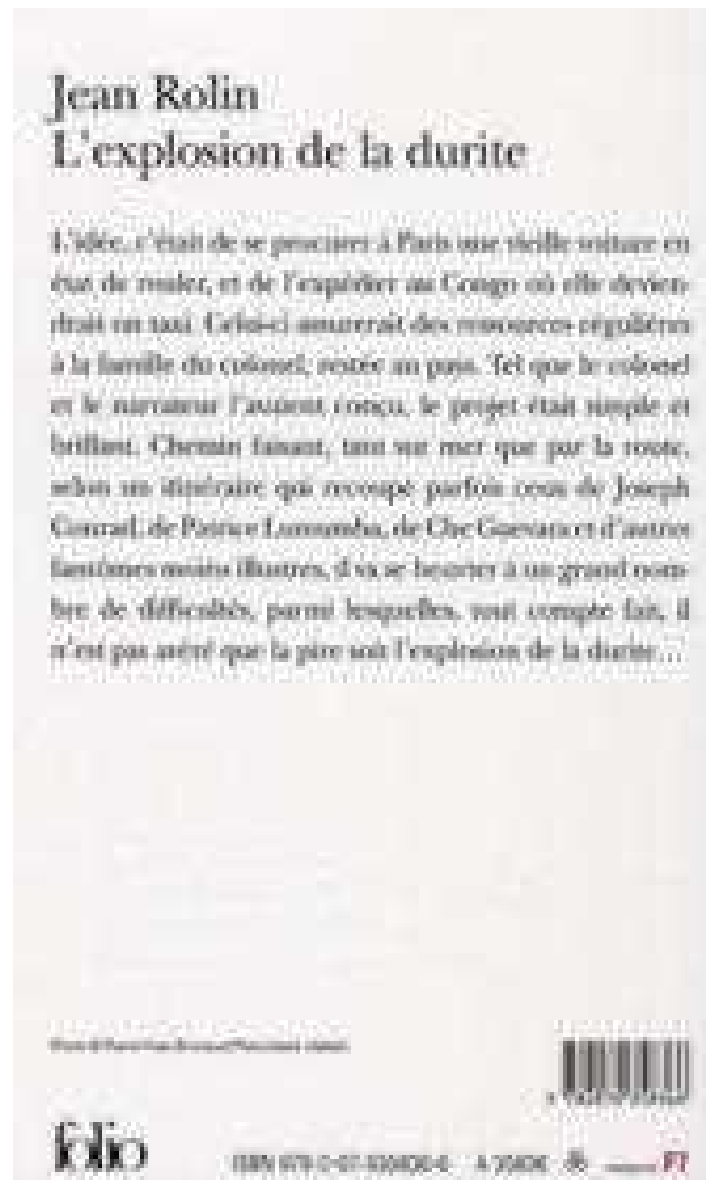 Jean Rolin
L'explosion de la durite
L'idée, c'était de se procurer à Paris une vieille voiture en
état de rouler, et de l'expédier au Congo où elle devien-
drait un taxi. Celui-ci assurerait des ressources régulières
à la famille du colonel, restée au pays. Tel que le colonel
et le narrateur l'avaient conçu, le projet était simple et
brillant. Chemin faisant, tant sur mer que par la route,
selon un itinéraire qui recoupe parfois ceux de Joseph
Conrad, de Patrice Lumumba, de Che Guevara et d'autres
fantômes moins illustres, il va se heurter à un grand nom-
bre de difficultés, parmi lesquelles, tout compte fait, il
n'est pas avéré que la pire soit l'explosion de la durite…
folio
ISBN 978-2-07 A
F7